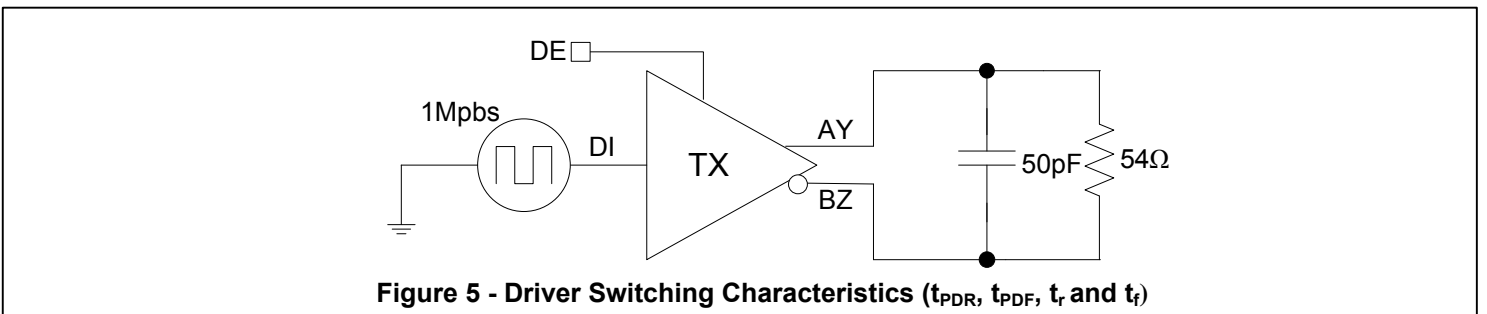 DE
1Mpbs
DI
TX
AY
BZ
50pF
54Ω
Figure 5 - Driver Switching Characteristics (tPDR, tPDF, tr and tf)